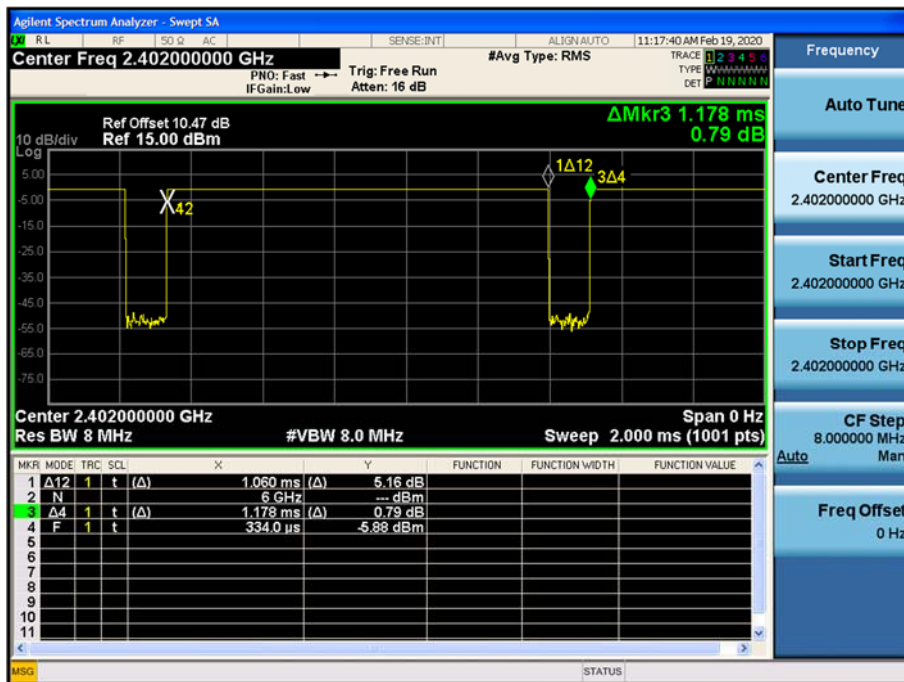 Agilent Spectrum Analyzer - Swept SA
LXI RL RF 50 Ω AC SENSE:INT ALIGN AUTO 11:17:40 AM Feb 19, 2020
Center Freq 2.402000000 GHz
#Avg Type: RMS
TRACE 1 2 3 4 5 6
PNO: Fast Trig: Free Run
TYPE
IFGain:Low Atten: 16 dB
DET P N N N N N
Ref Offset 10.47 dB
10 dB/div Ref 15.00 dBm
Log
ΔMkr3 1.178 ms
0.79 dB
1Δ12
3Δ4
42
5.00
-5.00
-15.0
-25.0
-35.0
-45.0
-55.0
-65.0
-75.0
Center 2.402000000 GHz Span 0 Hz
Res BW 8 MHz #VBW 8.0 MHz Sweep 2.000 ms (1001 pts)
MKR MODE TRC SCL X Y FUNCTION FUNCTION WIDTH FUNCTION VALUE
1 Δ12 1 t (Δ) 1.060 ms (Δ) 5.16 dB
2 N 6 GHz --- dBm
3 Δ4 1 t (Δ) 1.178 ms (Δ) 0.79 dB
4 F 1 t 334.0 µs -5.88 dBm
5
6
7
8
9
10
11
MSG STATUS
Frequency
Auto Tune
Center Freq
2.402000000 GHz
Start Freq
2.402000000 GHz
Stop Freq
2.402000000 GHz
CF Step
8.000000 MHz
Auto Man
Freq Offset
0 Hz